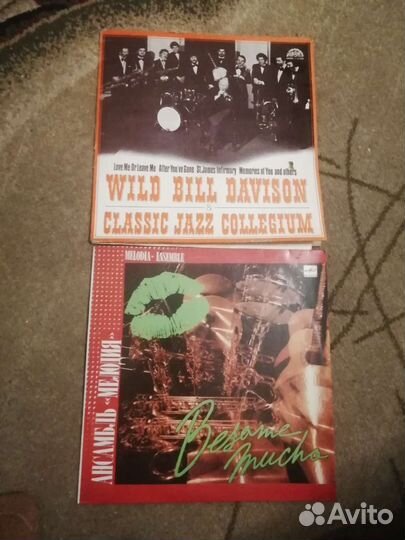 Love Me Or Leave Me After You've Gone St. James Infirmary Memories of You and others
WILD BILL DAVISON
&
CLASSIC JAZZ COLLEGIUM
MELODIA - ENSEMBLE
АНСАМБЛЬ «МЕЛОДИЯ»
Besame
mucho
Avito